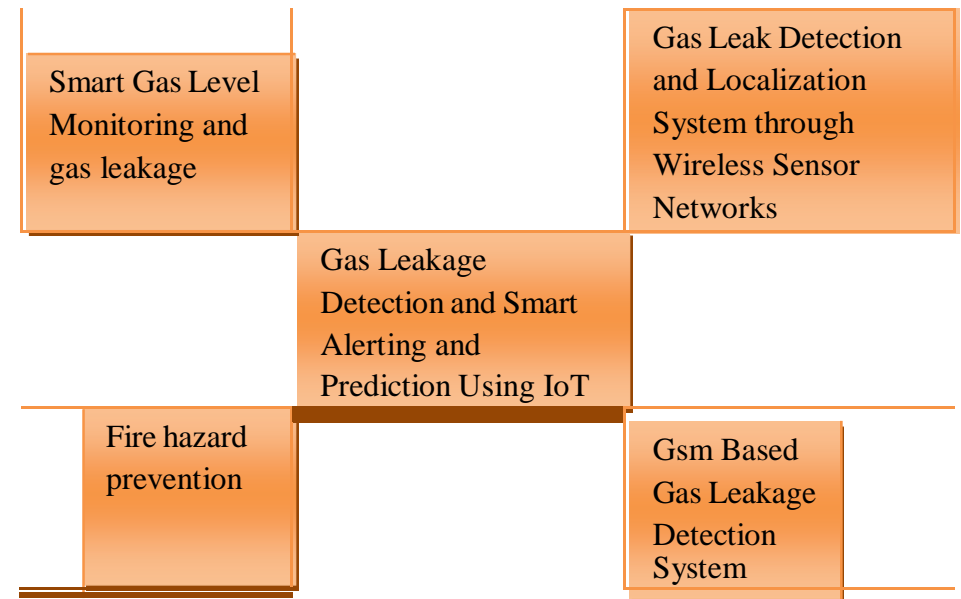 Smart Gas Level
Monitoring and
gas leakage
Gas Leak Detection
and Localization
System through
Wireless Sensor
Networks
Gas Leakage
Detection and Smart
Alerting and
Prediction Using IoT
Fire hazard
prevention
Gsm Based
Gas Leakage
Detection
System